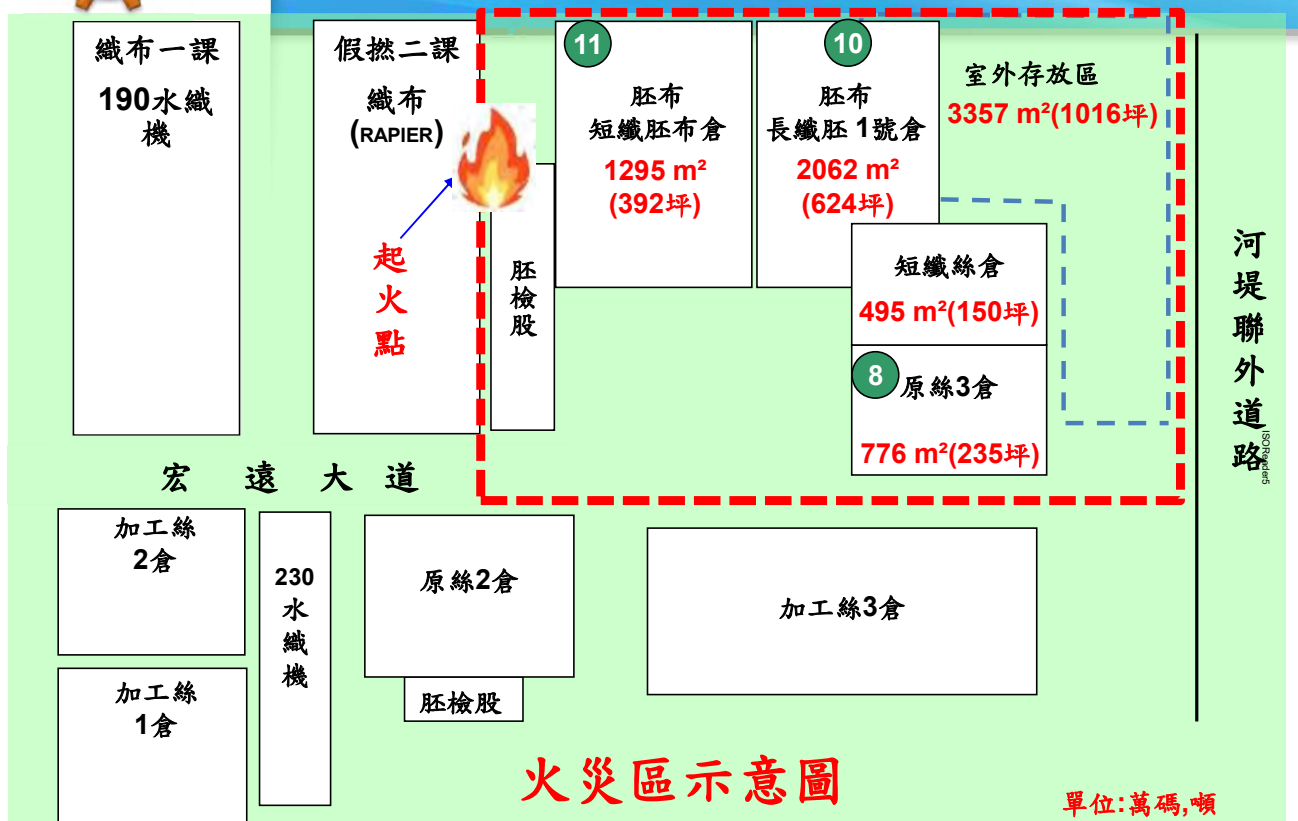 織布一課
190水織
機
假撚二課
織布
(RAPIER)
起
火
點
胚
檢
股
11
胚布
短纖胚布倉
1295 m²
(392坪)
10
胚布
長纖胚 1號倉
2062 m²
(624坪)
室外存放區
3357 m²(1016坪)
短纖絲倉
495 m²(150坪)
8
原絲3倉
776 m²(235坪)
河
堤
聯
外
道
路
ISOReader5
宏遠大道
加工絲
2倉
加工絲
1倉
230
水
織
機
原絲2倉
胚檢股
加工絲3倉
火災區示意圖
單位:萬碼,噸